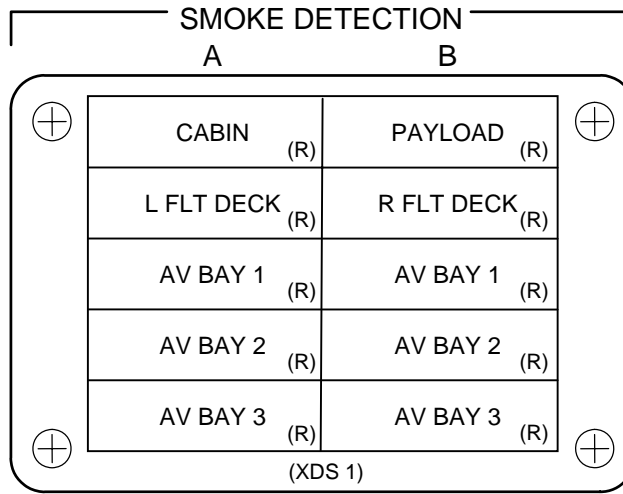 SMOKE DETECTION
A B
CABIN (R) PAYLOAD (R)
L FLT DECK (R) R FLT DECK (R)
AV BAY 1 (R) AV BAY 1 (R)
AV BAY 2 (R) AV BAY 2 (R)
AV BAY 3 (R) AV BAY 3 (R)
(XDS 1)